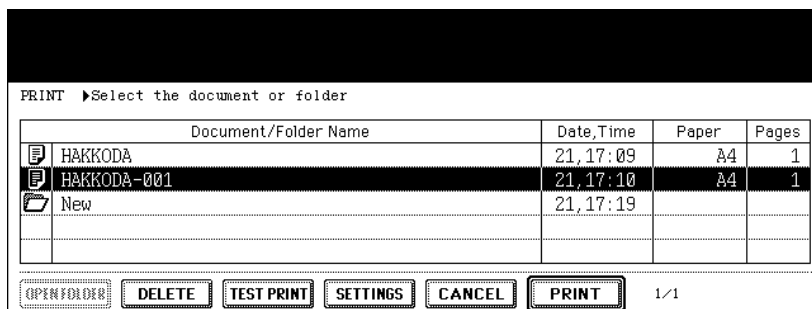 PRINT ▶Select the document or folder
Document/Folder Name Date,Time Paper Pages
HAKKODA 21,17:09 A4 1
HAKKODA-001 21,17:10 A4 1
New 21,17:19
OPEN FOLDER DELETE TEST PRINT SETTINGS CANCEL PRINT 1/1